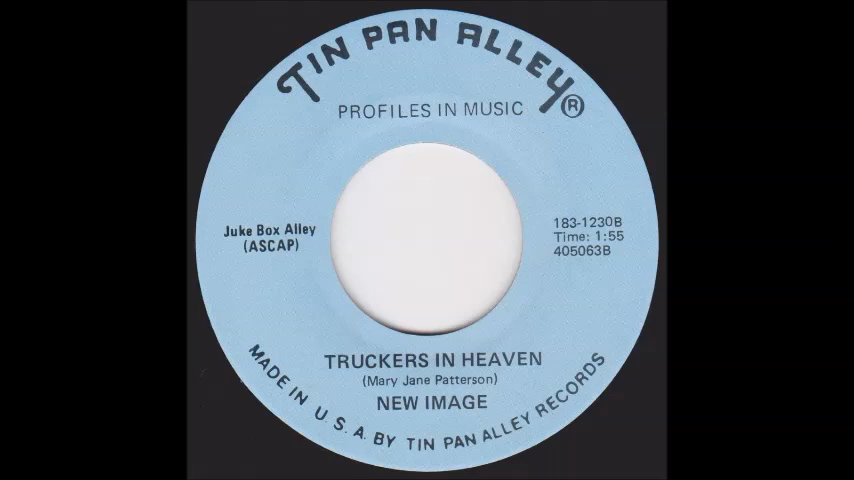 TIN PAN ALLEY®
PROFILES IN MUSIC
Juke Box Alley
(ASCAP)
183-1230B
Time: 1:55
405063B
TRUCKERS IN HEAVEN
(Mary Jane Patterson)
NEW IMAGE
MADE IN U.S.A. BY TIN PAN ALLEY RECORDS